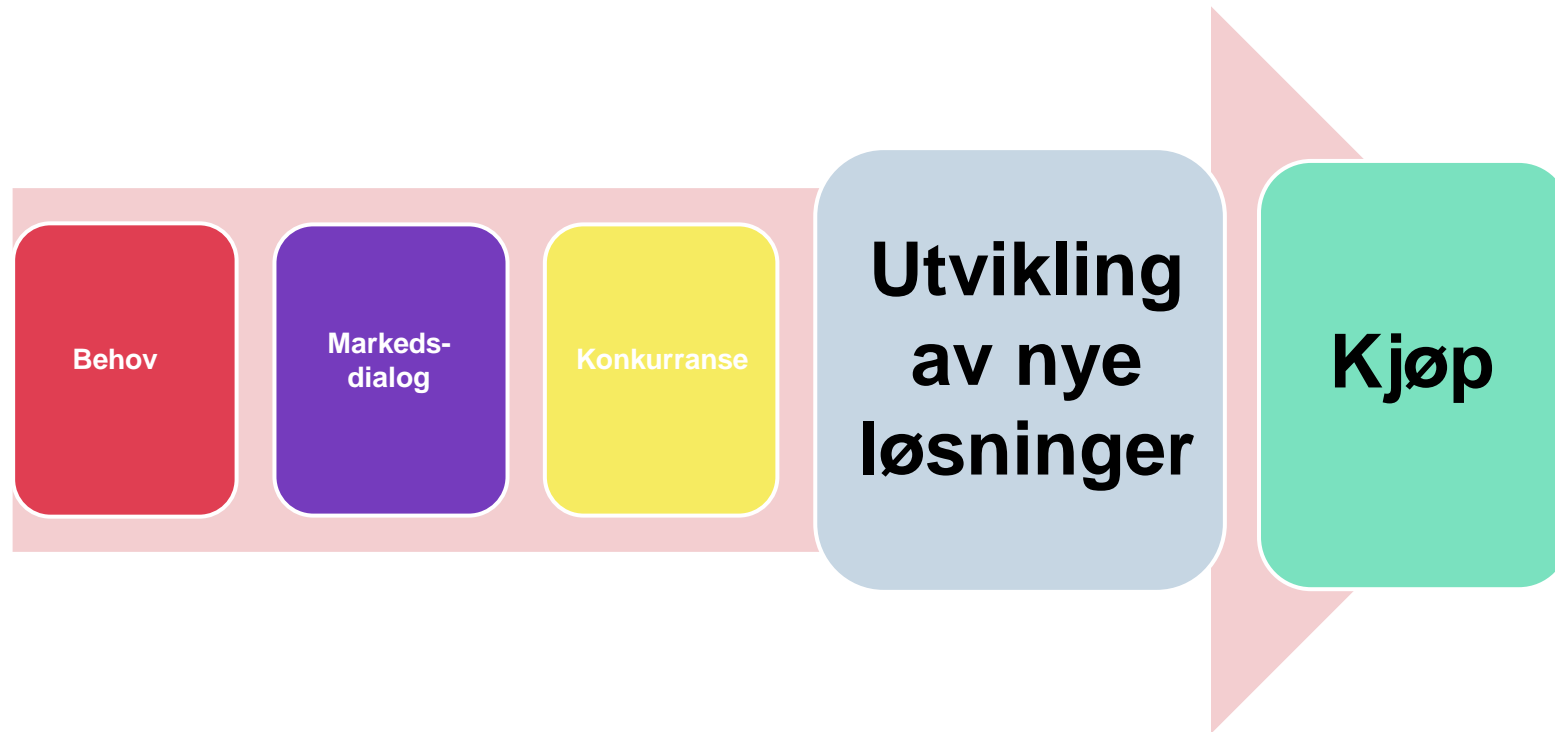 Behov
Markeds-
dialog
Konkurranse
Utvikling
av nye
løsninger
Kjøp